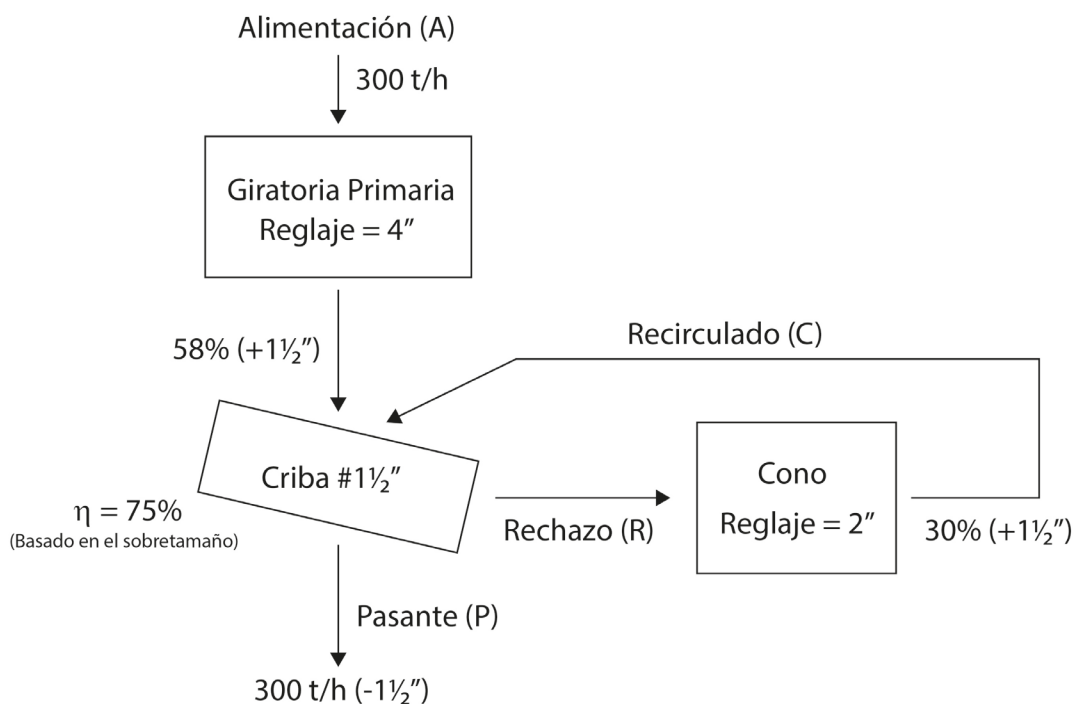 Alimentación (A)
300 t/h
Giratoria Primaria
Reglaje = 4”
58% (+1½”)
Recirculado (C)
Criba #1½”
η = 75%
(Basado en el sobretamaño)
Rechazo (R)
Cono
Reglaje = 2”
30% (+1½”)
Pasante (P)
300 t/h (-1½”)